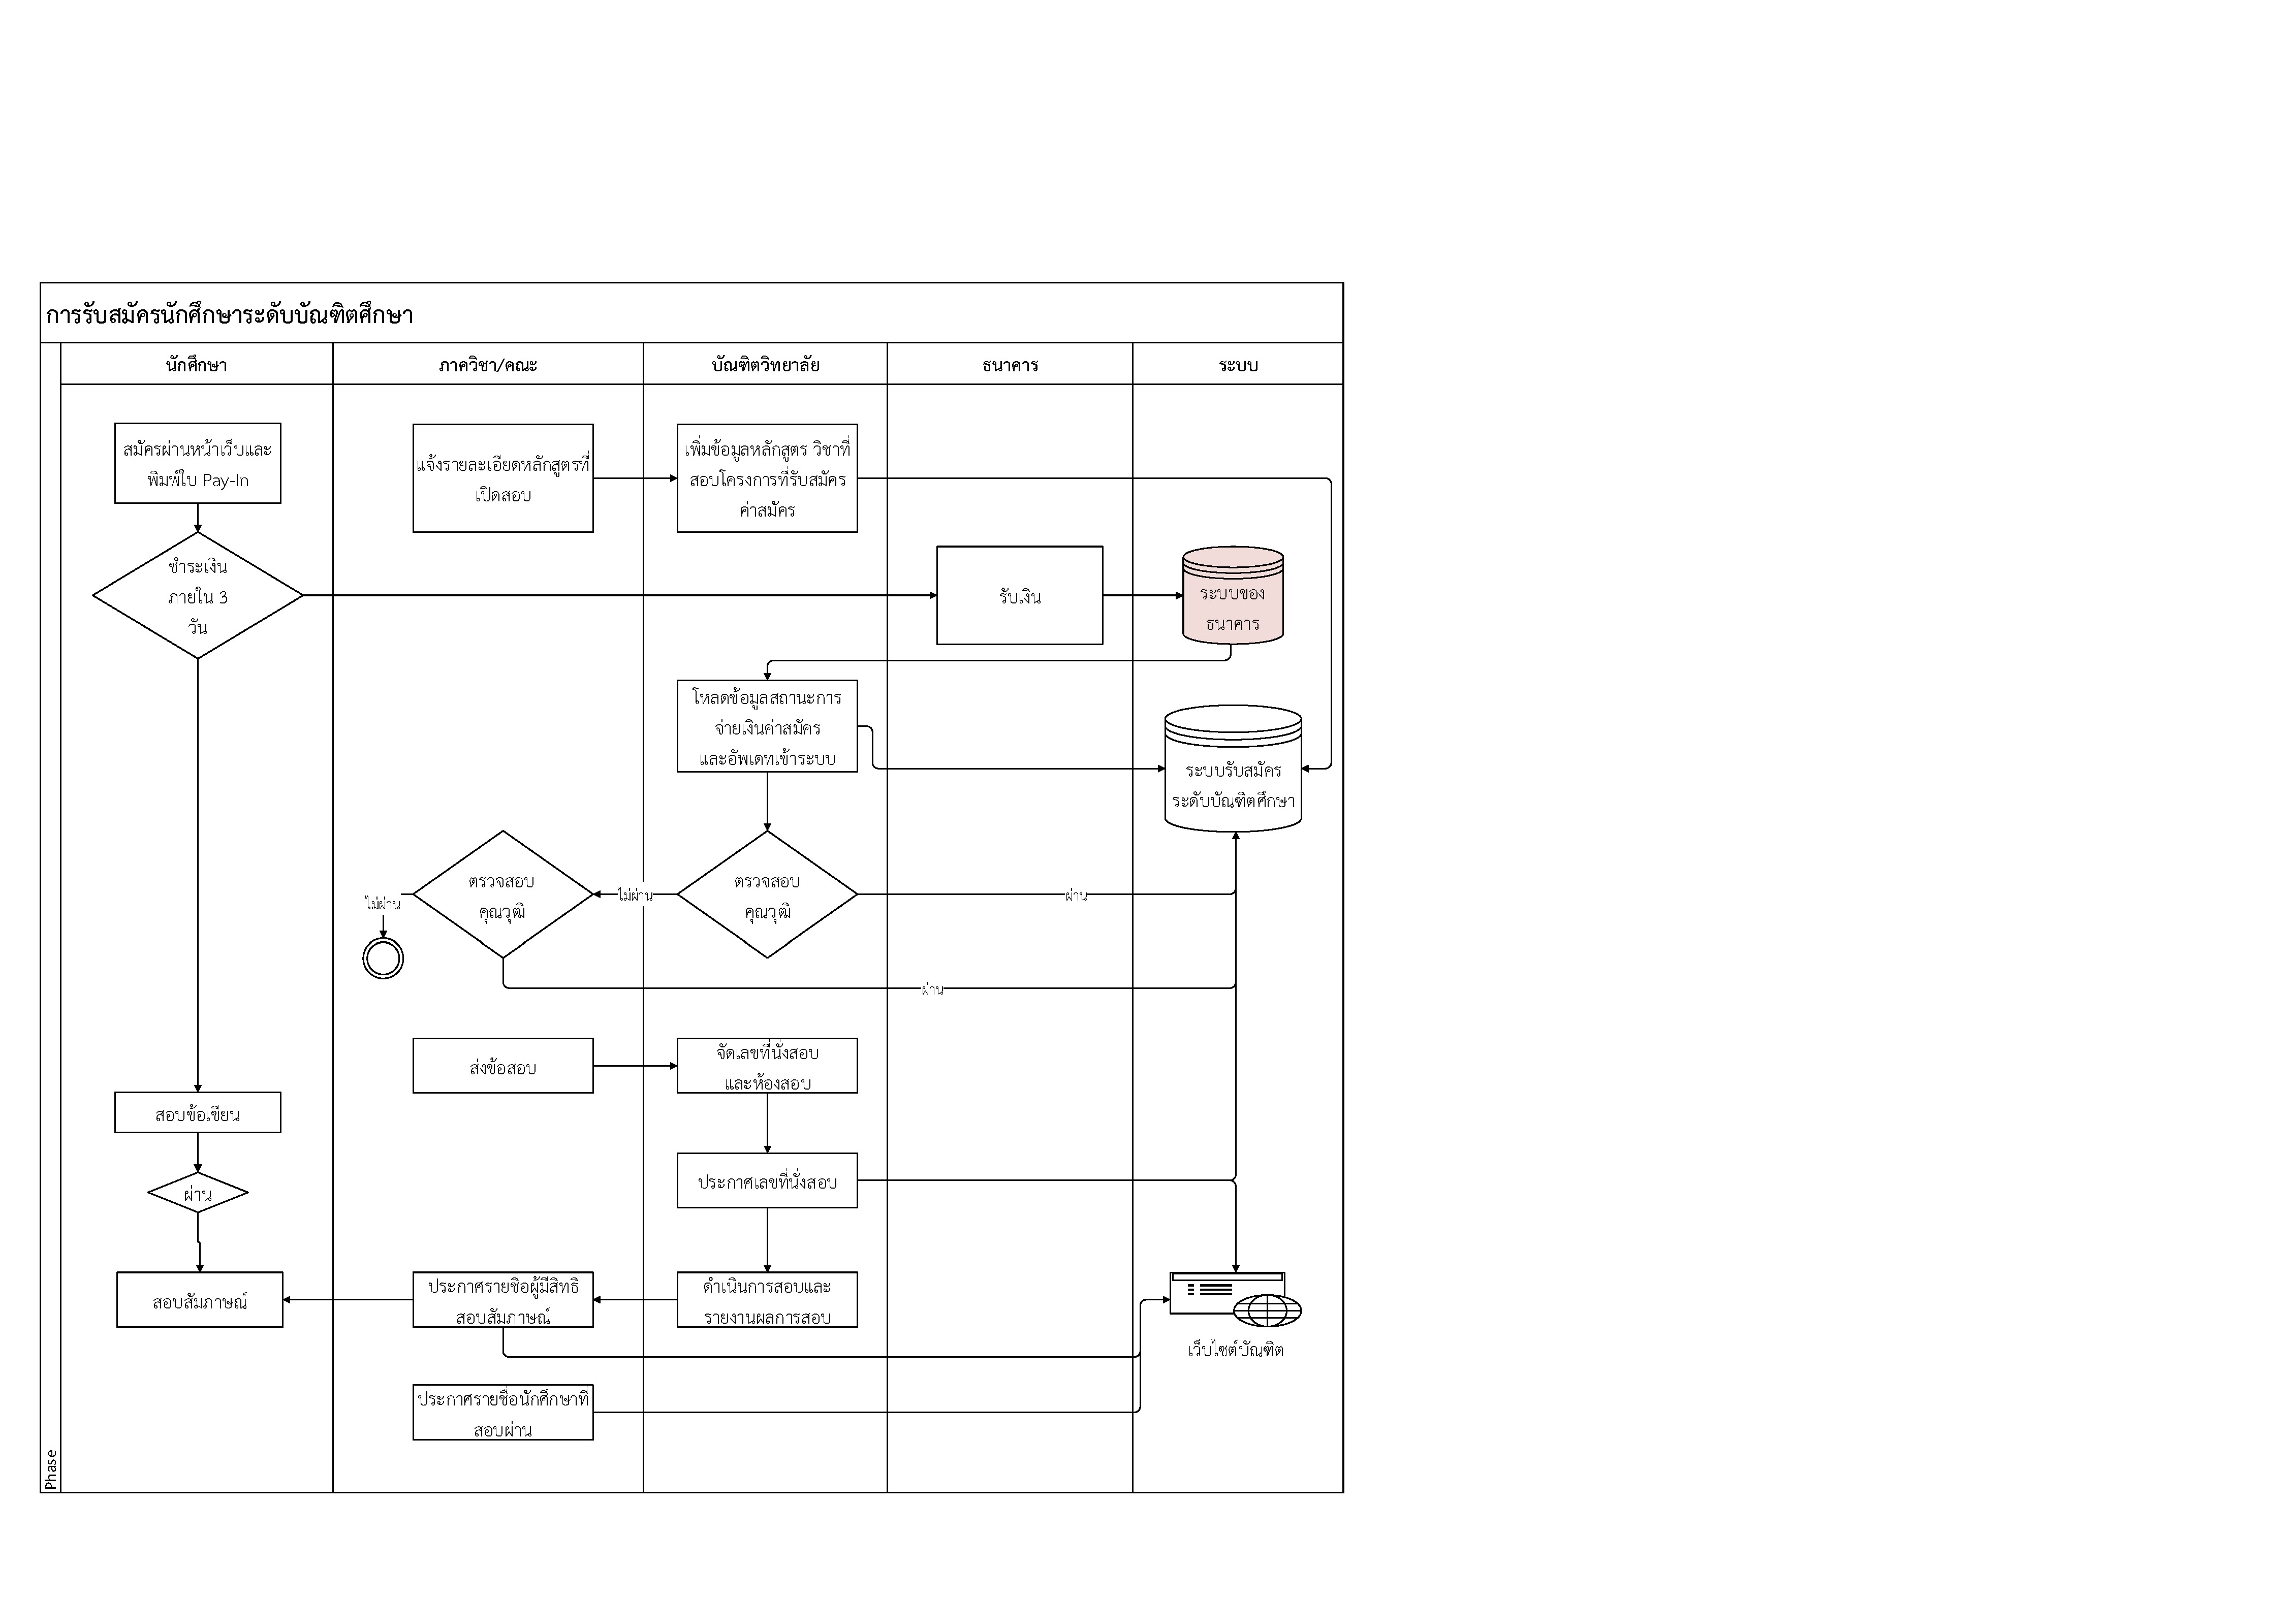 การรับสมัครนักศึกษาระดับบัณฑิตศึกษา
นักศึกษา
ภาควิชา/คณะ
บัณฑิตวิทยาลัย
ธนาคาร
ระบบ
สมัครผ่านหน้าเว็บและ
พิมพ์ใบ Pay-In
แจ้งรายละเอียดหลักสูตรที่
เปิดสอบ
เพิ่มข้อมูลหลักสูตร วิชาที่
สอบโครงการที่รับสมัคร
ค่าสมัคร
ชำระเงิน
ภายใน 3
วัน
รับเงิน
ระบบของ
ธนาคาร
โหลดข้อมูลสถานะการ
จ่ายเงินค่าสมัคร
และอัพเดทเข้าระบบ
ระบบรับสมัคร
ระดับบัณฑิตศึกษา
ไม่ผ่าน
ตรวจสอบ
คุณวุฒิ
ไม่ผ่าน
ตรวจสอบ
คุณวุฒิ
ผ่าน
ผ่าน
ส่งข้อสอบ
จัดเลขที่นั่งสอบ
และห้องสอบ
สอบข้อเขียน
ผ่าน
ประกาศเลขที่นั่งสอบ
สอบสัมภาษณ์
ประกาศรายชื่อผู้มีสิทธิ
สอบสัมภาษณ์
ดำเนินการสอบและ
รายงานผลการสอบ
เว็บไซต์บัณฑิต
ประกาศรายชื่อนักศึกษาที่
สอบผ่าน
Phase